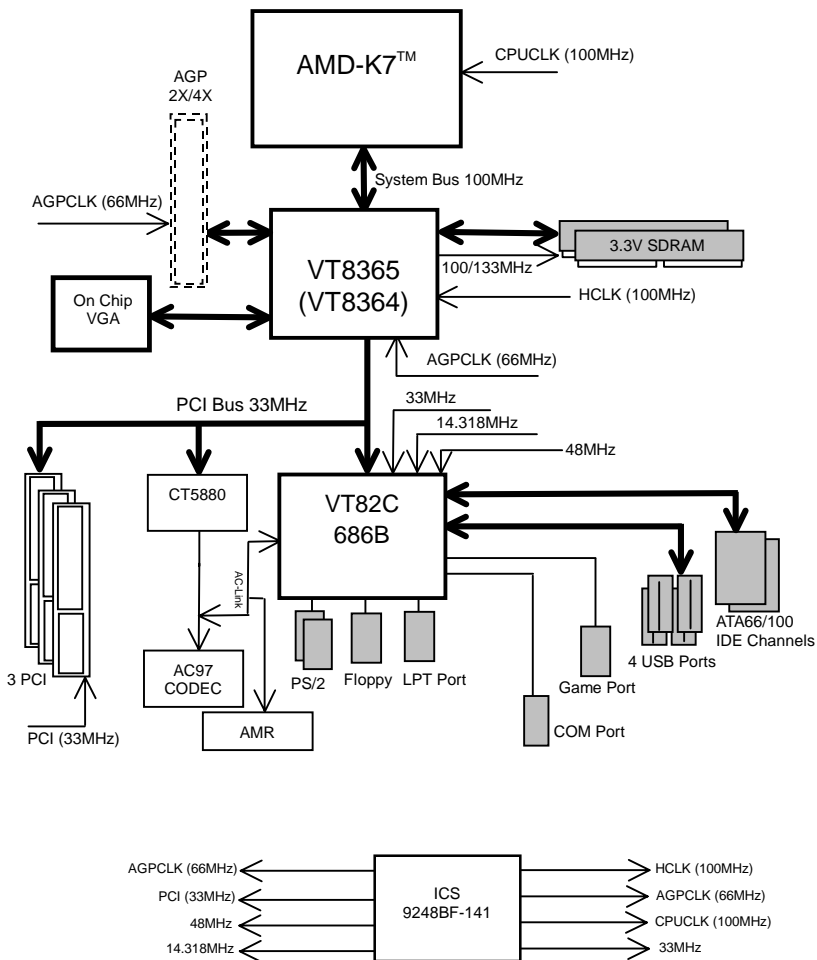 AMD-K7™
CPUCLK (100MHz)
AGP
2X/4X
System Bus 100MHz
AGPCLK (66MHz)
VT8365
(VT8364)
3.3V SDRAM
100/133MHz
HCLK (100MHz)
On Chip
VGA
AGPCLK (66MHz)
PCI Bus 33MHz
33MHz
14.318MHz
48MHz
CT5880
VT82C
686B
AC-Link
ATA66/100
IDE Channels
4 USB Ports
3 PCI
AC97
CODEC
PS/2
Floppy
LPT Port
Game Port
AMR
COM Port
PCI (33MHz)
AGPCLK (66MHz)
PCI (33MHz)
48MHz
14.318MHz
ICS
9248BF-141
HCLK (100MHz)
AGPCLK (66MHz)
CPUCLK (100MHz)
33MHz